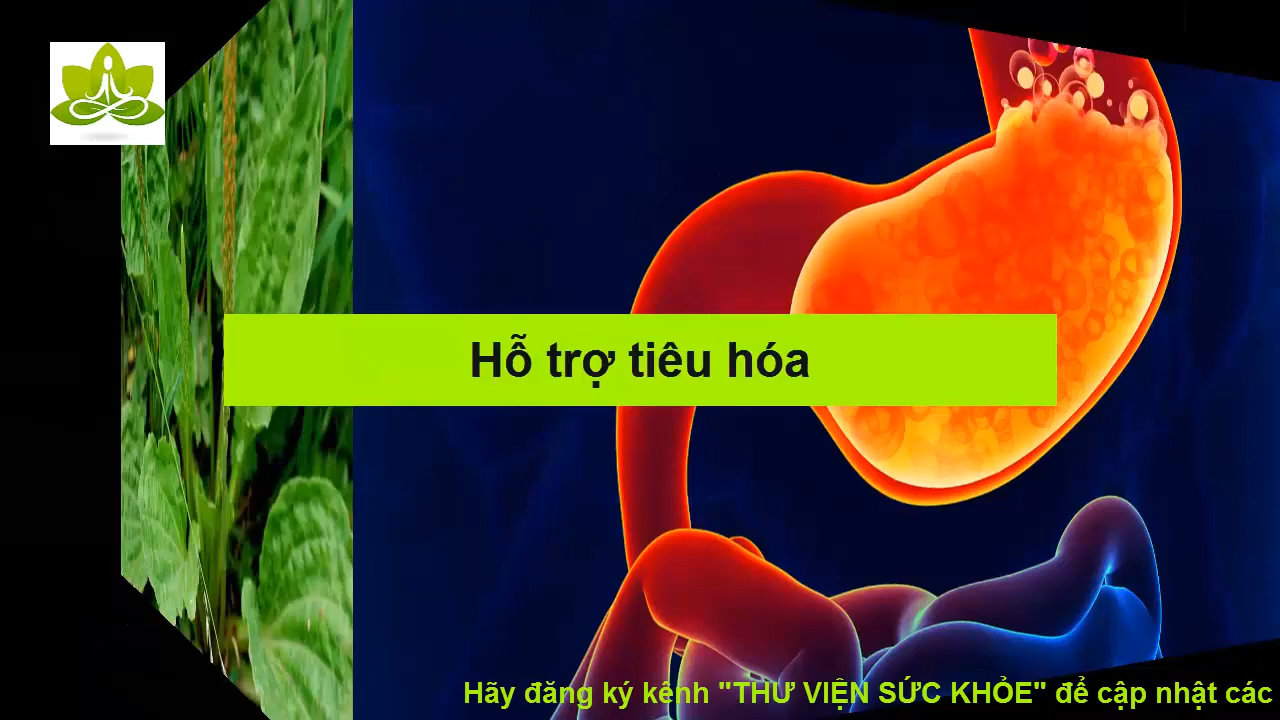 Hỗ trợ tiêu hóa
Hãy đăng ký kênh "THƯ VIỆN SỨC KHỎE" để cập nhật các